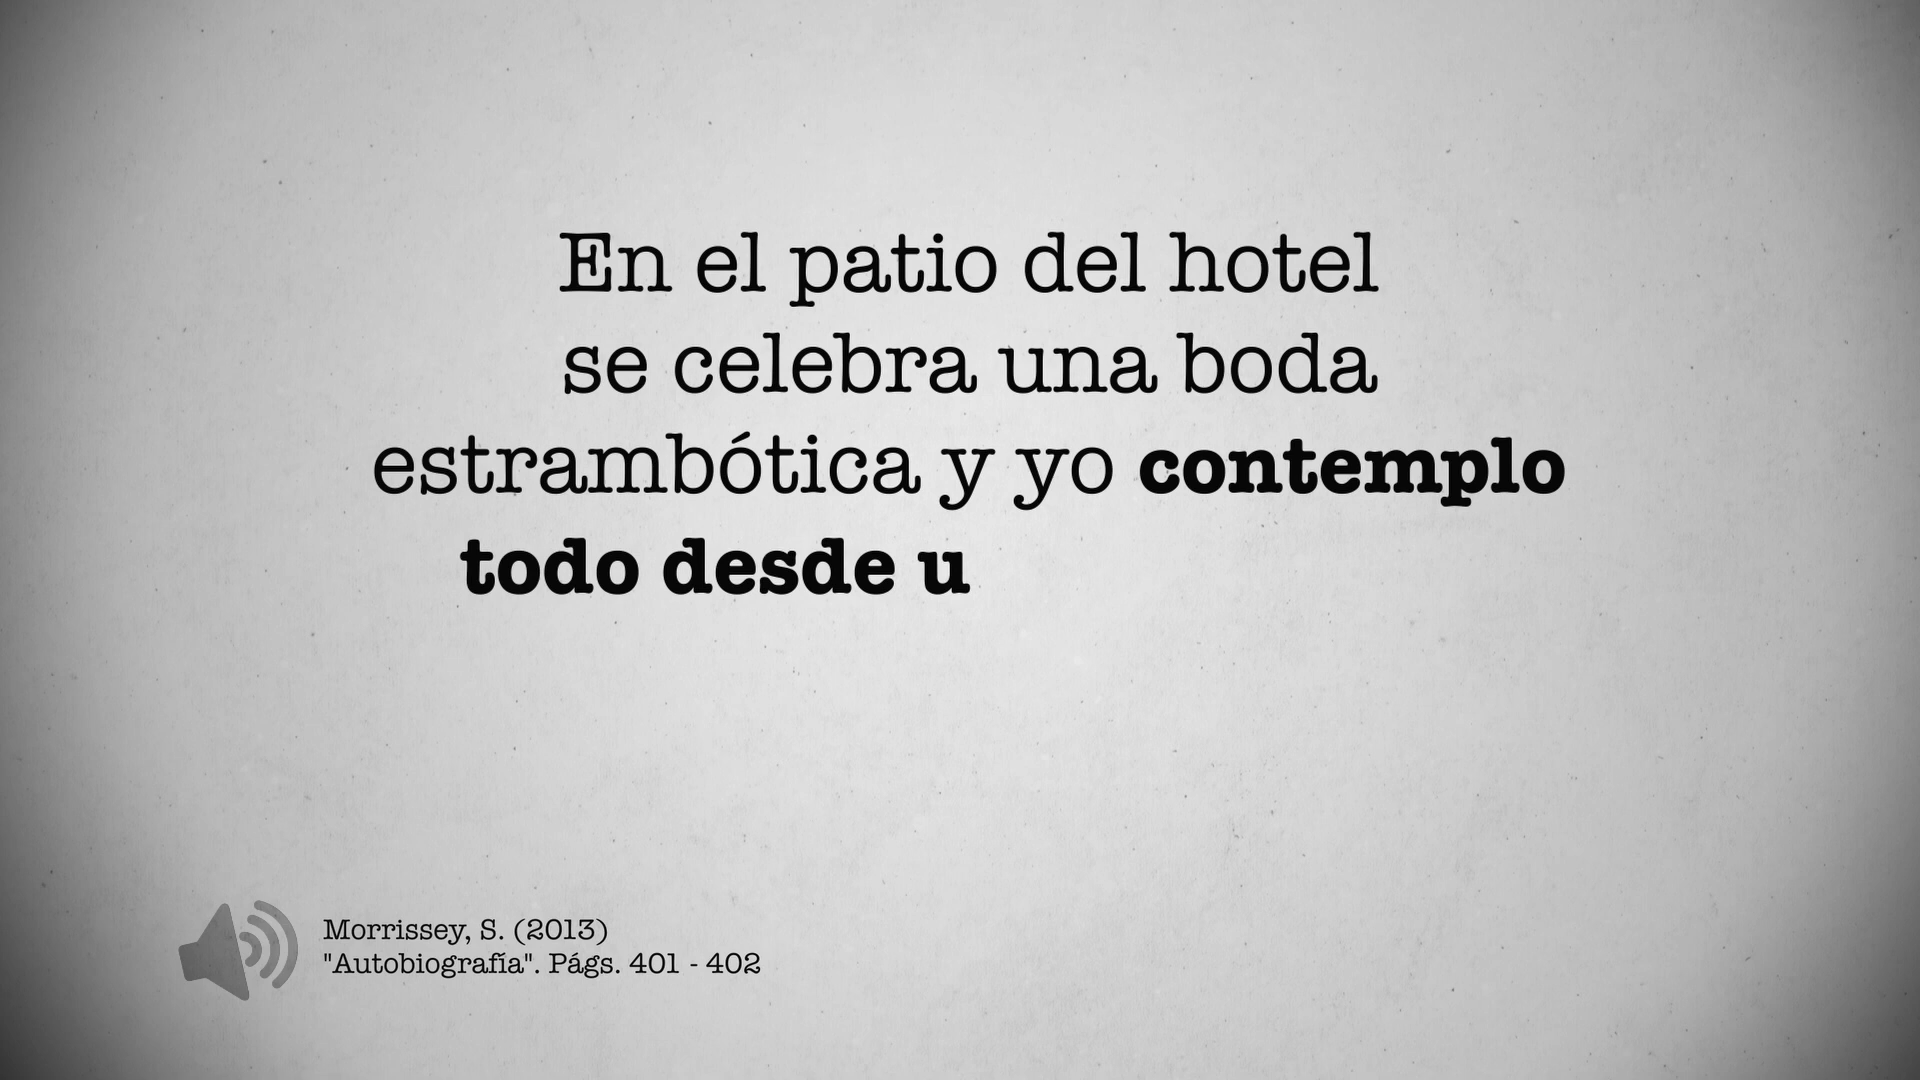 En el patio del hotel
se celebra una boda
estrambótica y yo contemplo
todo desde u
Morrissey, S. (2013)
"Autobiografía". Págs. 401 - 402